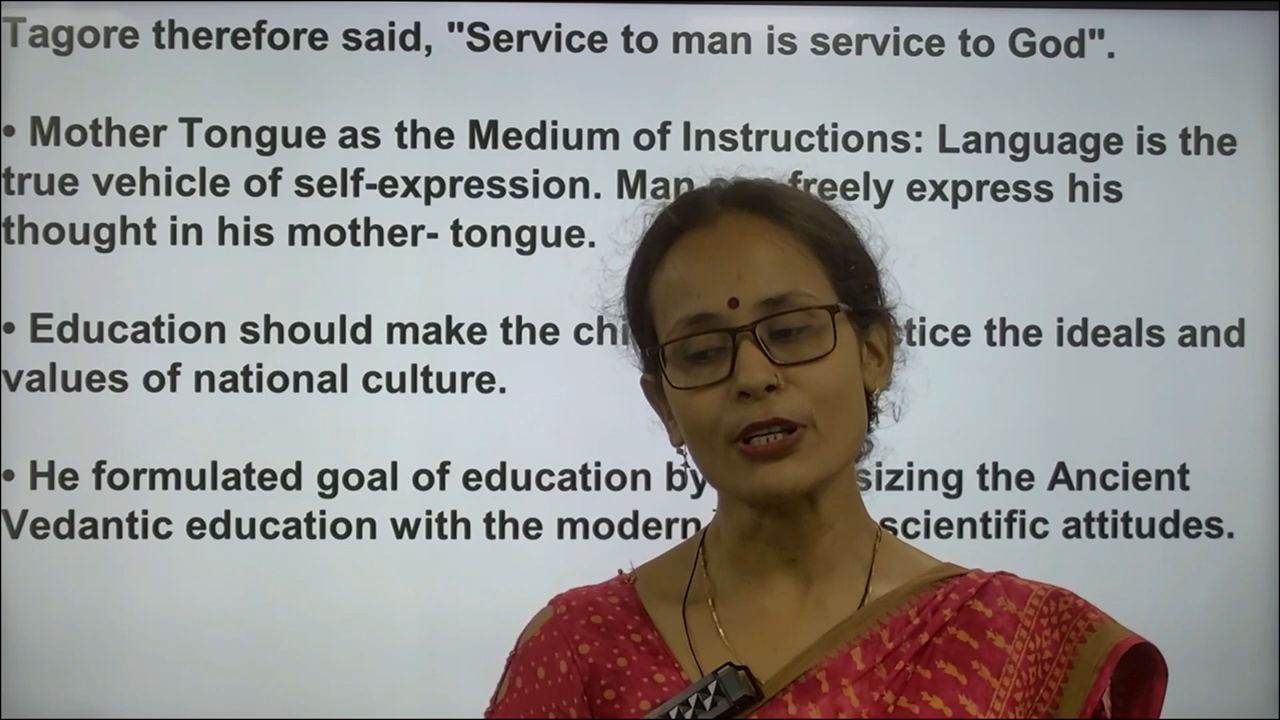 Tagore therefore said, "Service to man is service to God".
• Mother Tongue as the Medium of Instructions: Language is the
true vehicle of self-expression. Man freely express his
thought in his mother- tongue.
• Education should make the the ideals and
values of national culture.
• He formulated goal of education by the Ancient
Vedantic education with the modern scientific attitudes.